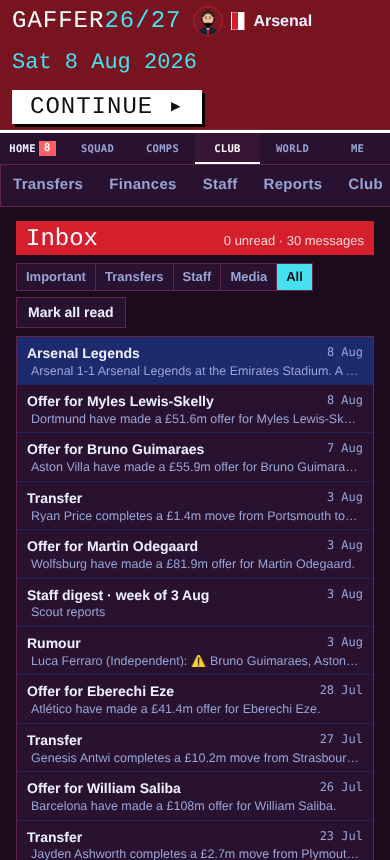 GAFFER26/27 Arsenal
Sat 8 Aug 2026
CONTINUE ►
HOME 8 SQUAD COMPS CLUB WORLD ME
Transfers Finances Staff Reports Club
Inbox 0 unread · 30 messages
Important Transfers Staff Media All
Mark all read
Arsenal Legends 8 Aug
Arsenal 1-1 Arsenal Legends at the Emirates Stadium. A …
Offer for Myles Lewis-Skelly 8 Aug
Dortmund have made a £51.6m offer for Myles Lewis-Sk…
Offer for Bruno Guimaraes 7 Aug
Aston Villa have made a £55.9m offer for Bruno Guimara…
Transfer 3 Aug
Ryan Price completes a £1.4m move from Portsmouth to…
Offer for Martin Odegaard 3 Aug
Wolfsburg have made a £81.9m offer for Martin Odegaard.
Staff digest · week of 3 Aug 3 Aug
Scout reports
Rumour 3 Aug
Luca Ferraro (Independent): ⚠️ Bruno Guimaraes, Aston…
Offer for Eberechi Eze 28 Jul
Atlético have made a £41.4m offer for Eberechi Eze.
Transfer 27 Jul
Genesis Antwi completes a £10.2m move from Strasbour…
Offer for William Saliba 26 Jul
Barcelona have made a £108m offer for William Saliba.
Transfer 23 Jul
Jayden Ashworth completes a £2.7m move from Plymout…